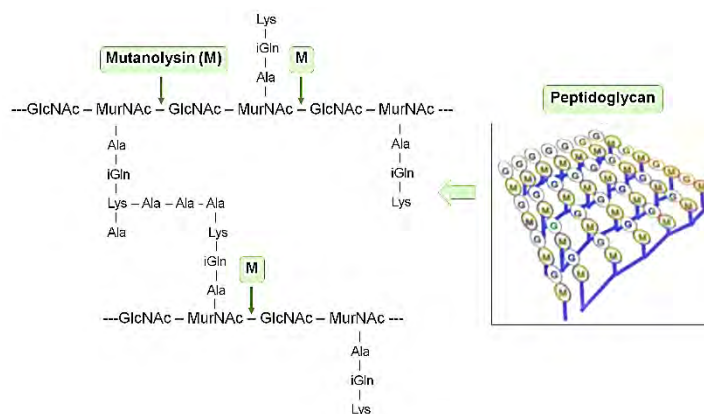 Lys
iGln
Ala
Mutanolysin (M)
M
---GlcNAc – MurNAc – GlcNAc – MurNAc – GlcNAc – MurNAc ---
Ala
iGln
Lys – Ala – Ala – Ala
Ala
Lys
iGln
Ala
M
Ala
iGln
Lys
---GlcNAc – MurNAc – GlcNAc – MurNAc ---
Ala
iGln
Lys
Peptidoglycan